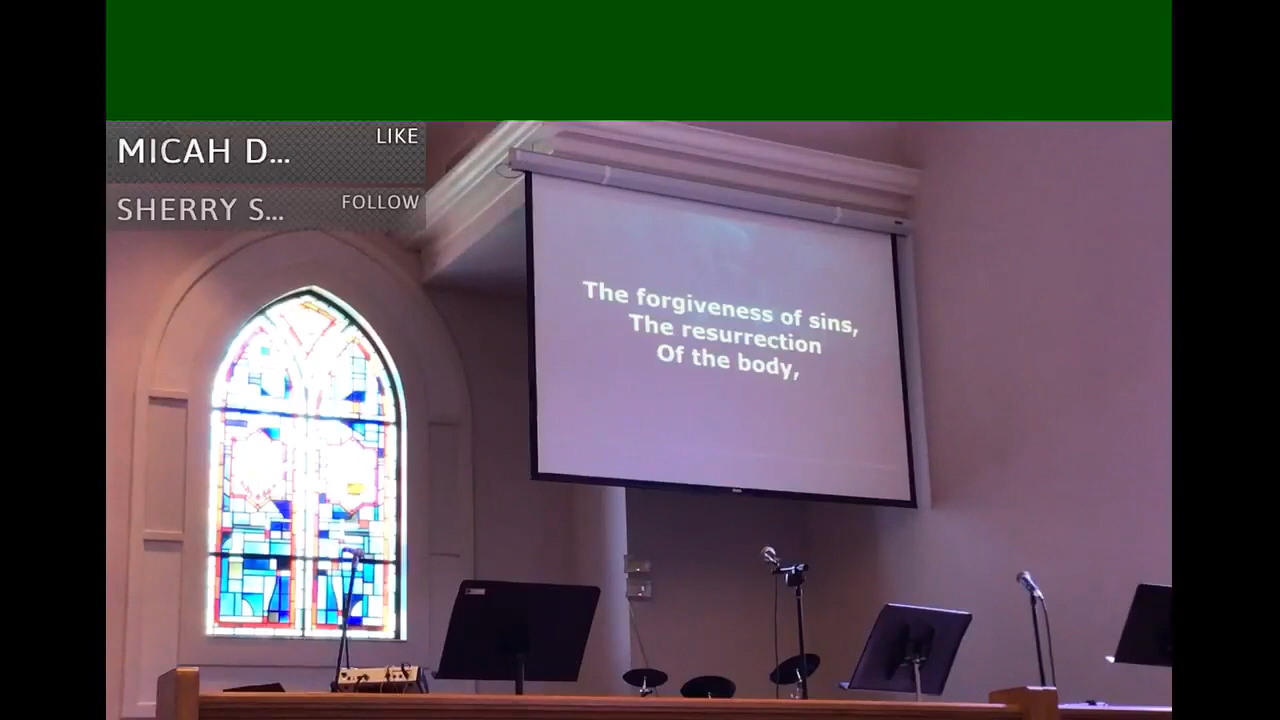 MICAH D...
LIKE
SHERRY S...
FOLLOW
The forgiveness of sins,
The resurrection
Of the body,